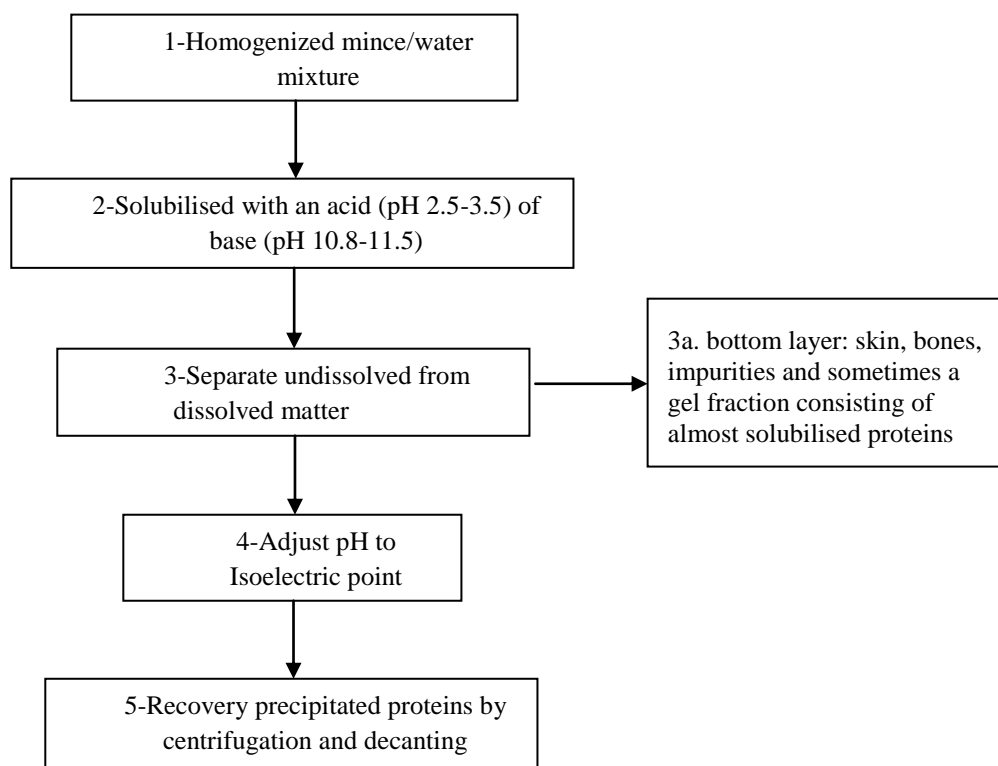 1-Homogenized mince/water
mixture
2-Solubilised with an acid (pH 2.5-3.5) of
base (pH 10.8-11.5)
3-Separate undissolved from
dissolved matter
3a. bottom layer: skin, bones,
impurities and sometimes a
gel fraction consisting of
almost solubilised proteins
4-Adjust pH to
Isoelectric point
5-Recovery precipitated proteins by
centrifugation and decanting